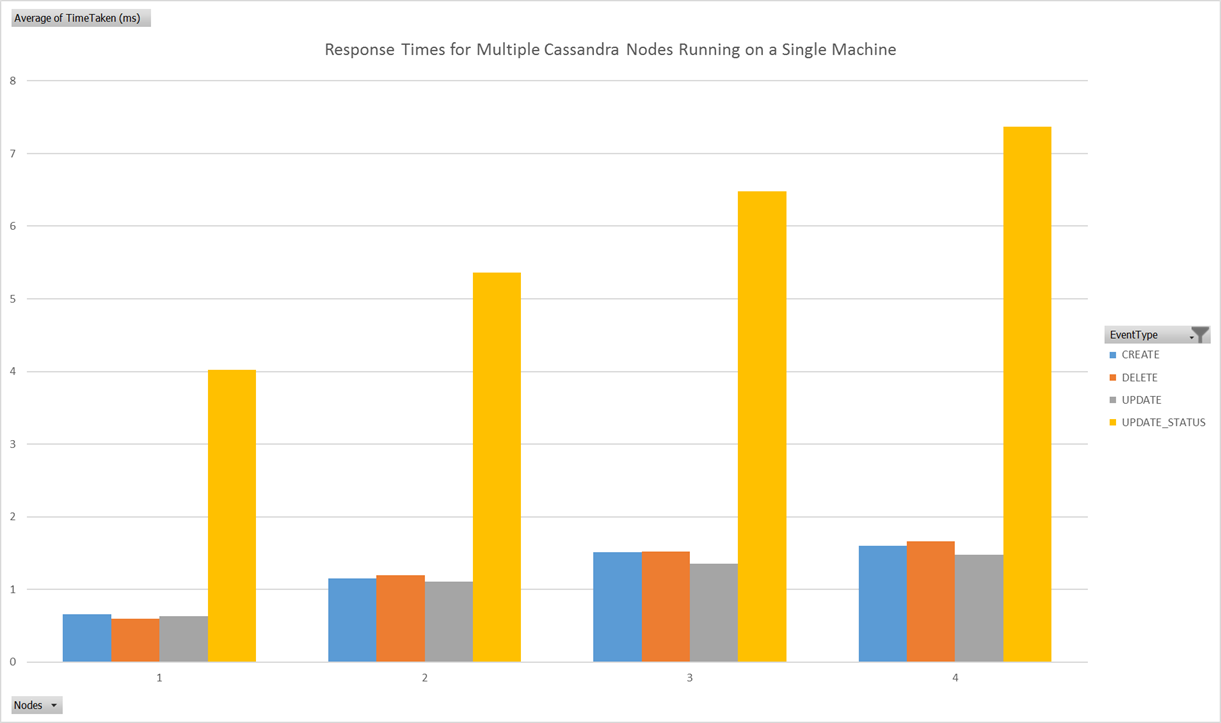 Average of TimeTaken (ms)
Response Times for Multiple Cassandra Nodes Running on a Single Machine
8
7
6
5
4
3
2
1
0
1 2 3 4
EventType
CREATE
DELETE
UPDATE
UPDATE_STATUS
Nodes